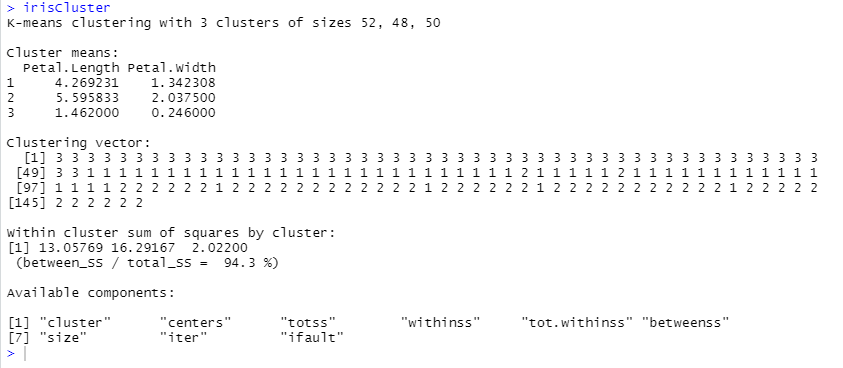 > irisCluster
K-means clustering with 3 clusters of sizes 52, 48, 50
Cluster means:
  Petal.Length Petal.Width
1     4.269231    1.342308
2     5.595833    2.037500
3     1.462000    0.246000
Clustering vector:
  [1] 3 3 3 3 3 3 3 3 3 3 3 3 3 3 3 3 3 3 3 3 3 3 3 3 3 3 3 3 3 3 3 3 3 3 3 3 3 3 3 3 3 3 3 3 3 3 3 3
 [49] 3 3 1 1 1 1 1 1 1 1 1 1 1 1 1 1 1 1 1 1 1 1 1 1 1 1 1 1 1 2 1 1 1 1 1 2 1 1 1 1 1 1 1 1 1 1 1 1
 [97] 1 1 1 1 2 2 2 2 2 2 1 2 2 2 2 2 2 2 2 2 2 2 2 1 2 2 2 2 2 2 1 2 2 2 2 2 2 2 2 2 2 2 1 2 2 2 2 2
[145] 2 2 2 2 2 2
Within cluster sum of squares by cluster:
[1] 13.05769 16.29167  2.02200
 (between_SS / total_SS =  94.3 %)
Available components:
[1] "cluster"      "centers"      "totss"        "withinss"     "tot.withinss" "betweenss"
[7] "size"         "iter"         "ifault"
>